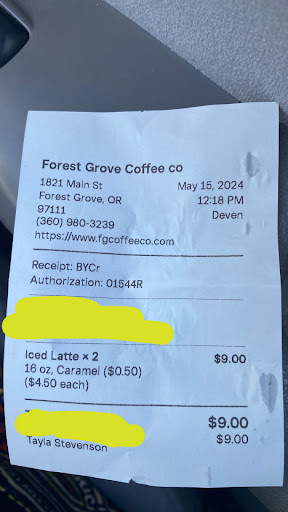 Forest Grove Coffee co
1821 Main St May 15, 2024
Forest Grove, OR 12:18 PM
97111 Deven
(360) 980-3239
https://www.fgcoffeeco.com
Receipt: BYCr
Authorization: 01544R
Iced Latte × 2 $9.00
16 oz, Caramel ($0.50)
($4.50 each)
$9.00
Tayla Stevenson $9.00